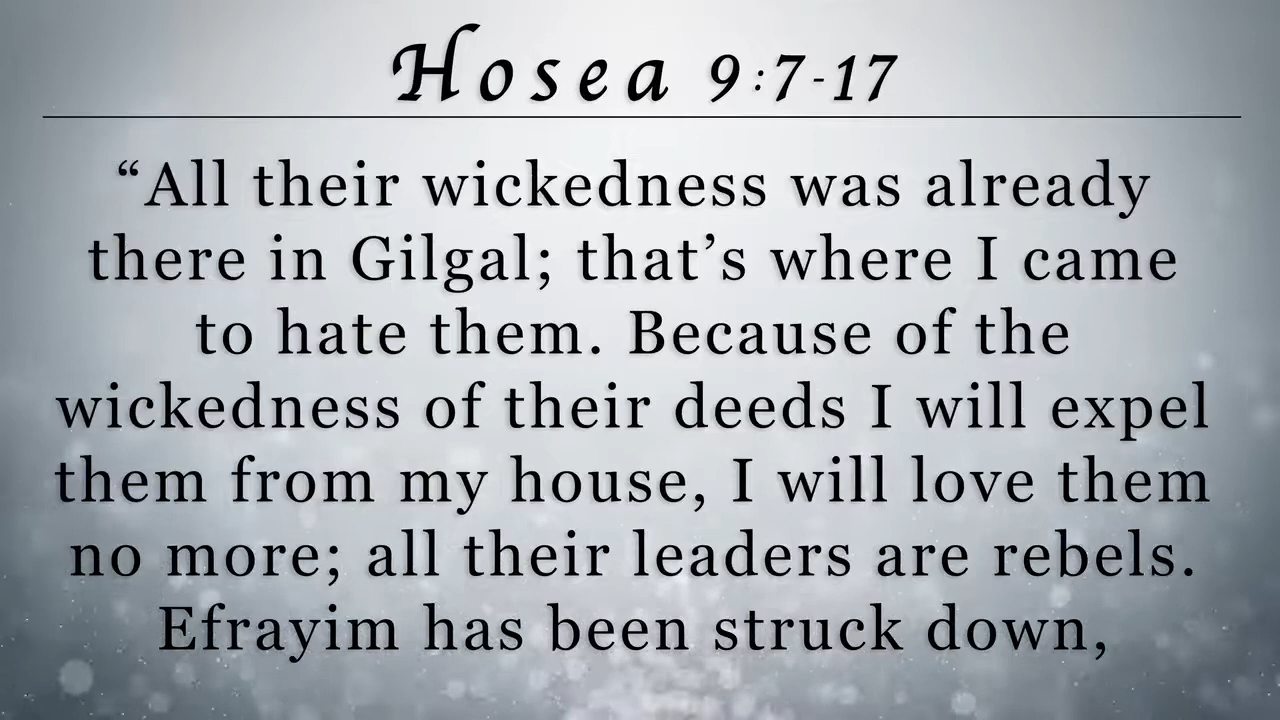 Hosea 9:7-17
“All their wickedness was already
there in Gilgal; that’s where I came
to hate them. Because of the
wickedness of their deeds I will expel
them from my house, I will love them
no more; all their leaders are rebels.
Efrayim has been struck down,